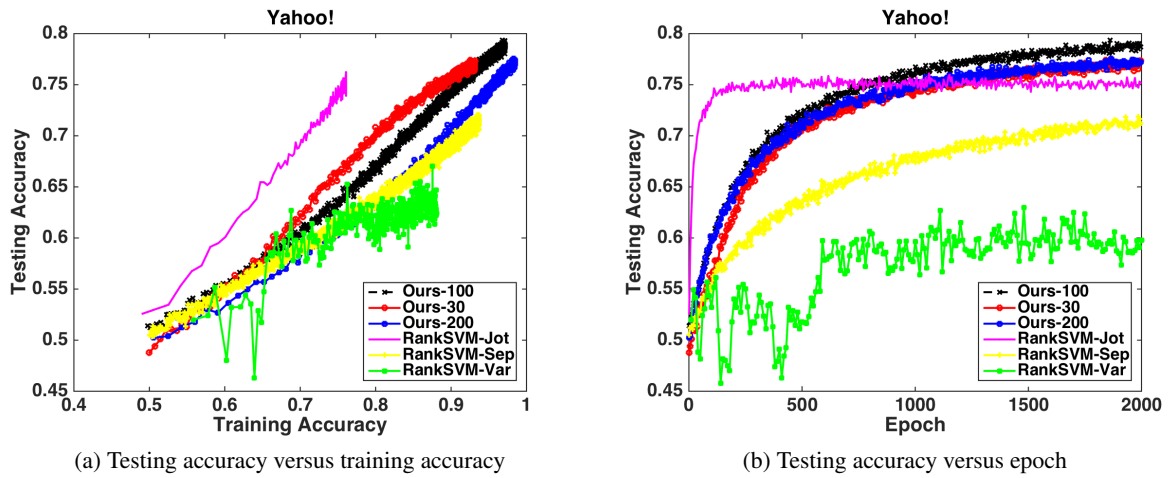 Yahoo!
0.8
0.75
0.7
0.65
0.6
0.55
0.5
0.45
Testing Accuracy
0.4 0.5 0.6 0.7 0.8 0.9 1
Training Accuracy
Ours-100
Ours-30
Ours-200
RankSVM-Jot
RankSVM-Sep
RankSVM-Var
(a) Testing accuracy versus training accuracy
Yahoo!
0.8
0.75
0.7
0.65
0.6
0.55
0.5
0.45
Testing Accuracy
0 500 1000 1500 2000
Epoch
Ours-100
Ours-30
Ours-200
RankSVM-Jot
RankSVM-Sep
RankSVM-Var
(b) Testing accuracy versus epoch